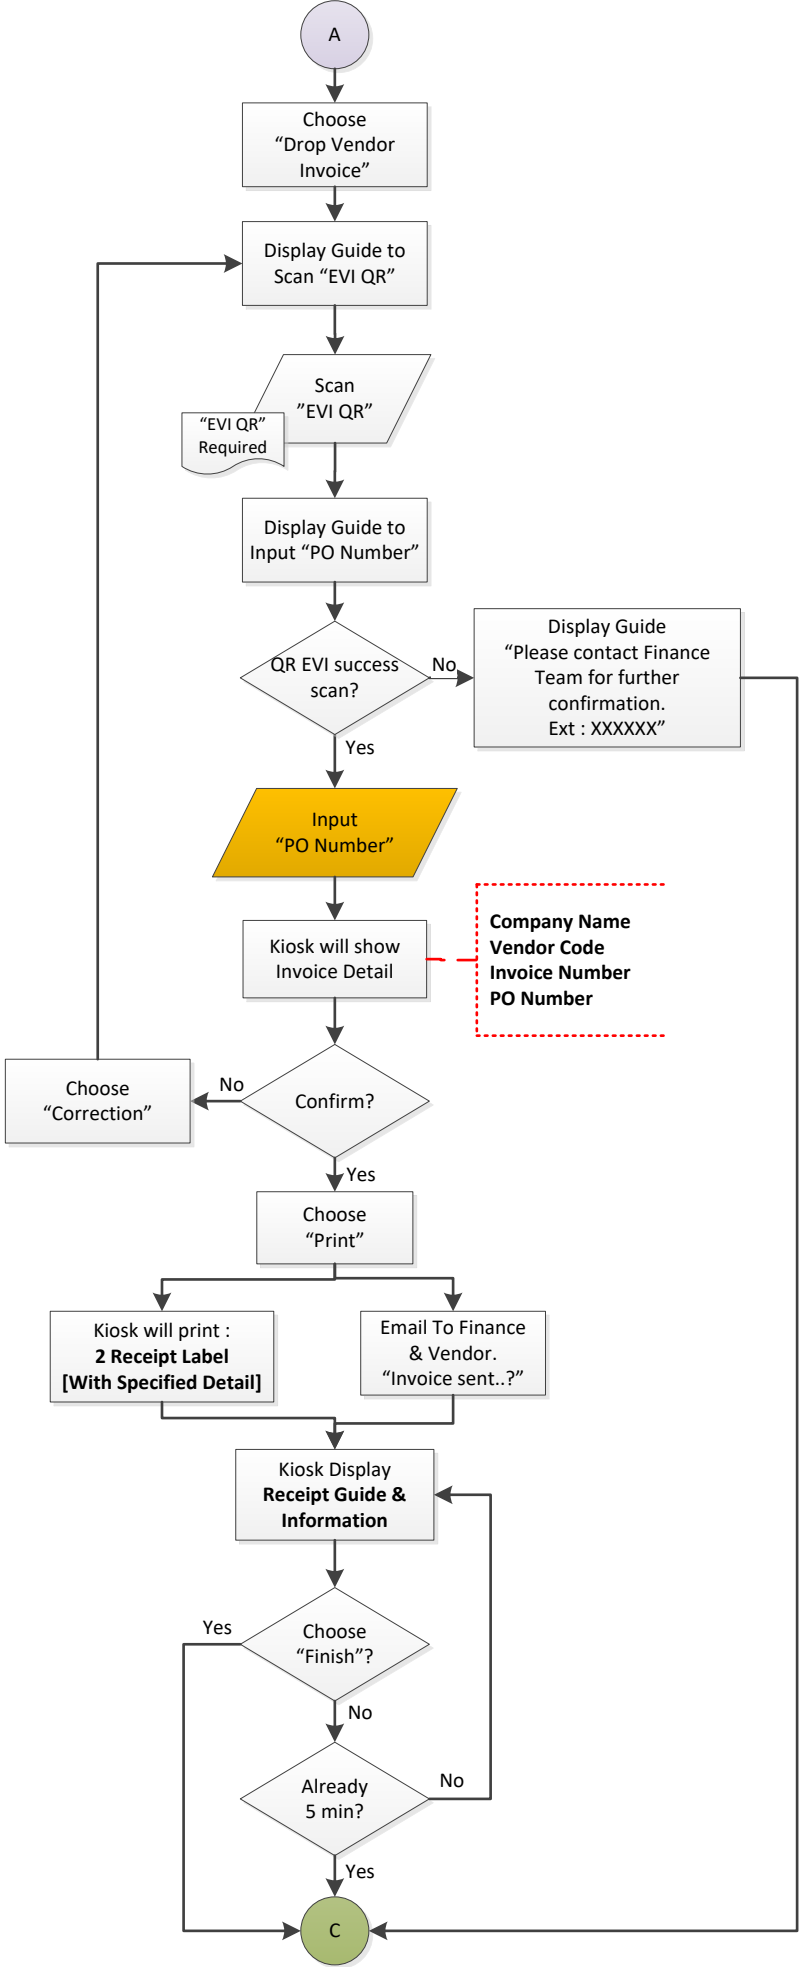 A
Choose
“Drop Vendor
Invoice”
Display Guide to
Scan “EVI QR”
Scan
”EVI QR”
“EVI QR”
Required
Display Guide to
Input “PO Number”
QR EVI success
scan?
No
Display Guide
“Please contact Finance
Team for further
confirmation.
Ext : XXXXXX”
Yes
Input
“PO Number”
Kiosk will show
Invoice Detail
Company Name
Vendor Code
Invoice Number
PO Number
Confirm?
No
Choose
“Correction”
Yes
Choose
“Print”
Kiosk will print :
2 Receipt Label
[With Specified Detail]
Email To Finance
& Vendor.
“Invoice sent..?”
Kiosk Display
Receipt Guide &
Information
Choose
“Finish”?
Yes
No
Already
5 min?
No
Yes
C